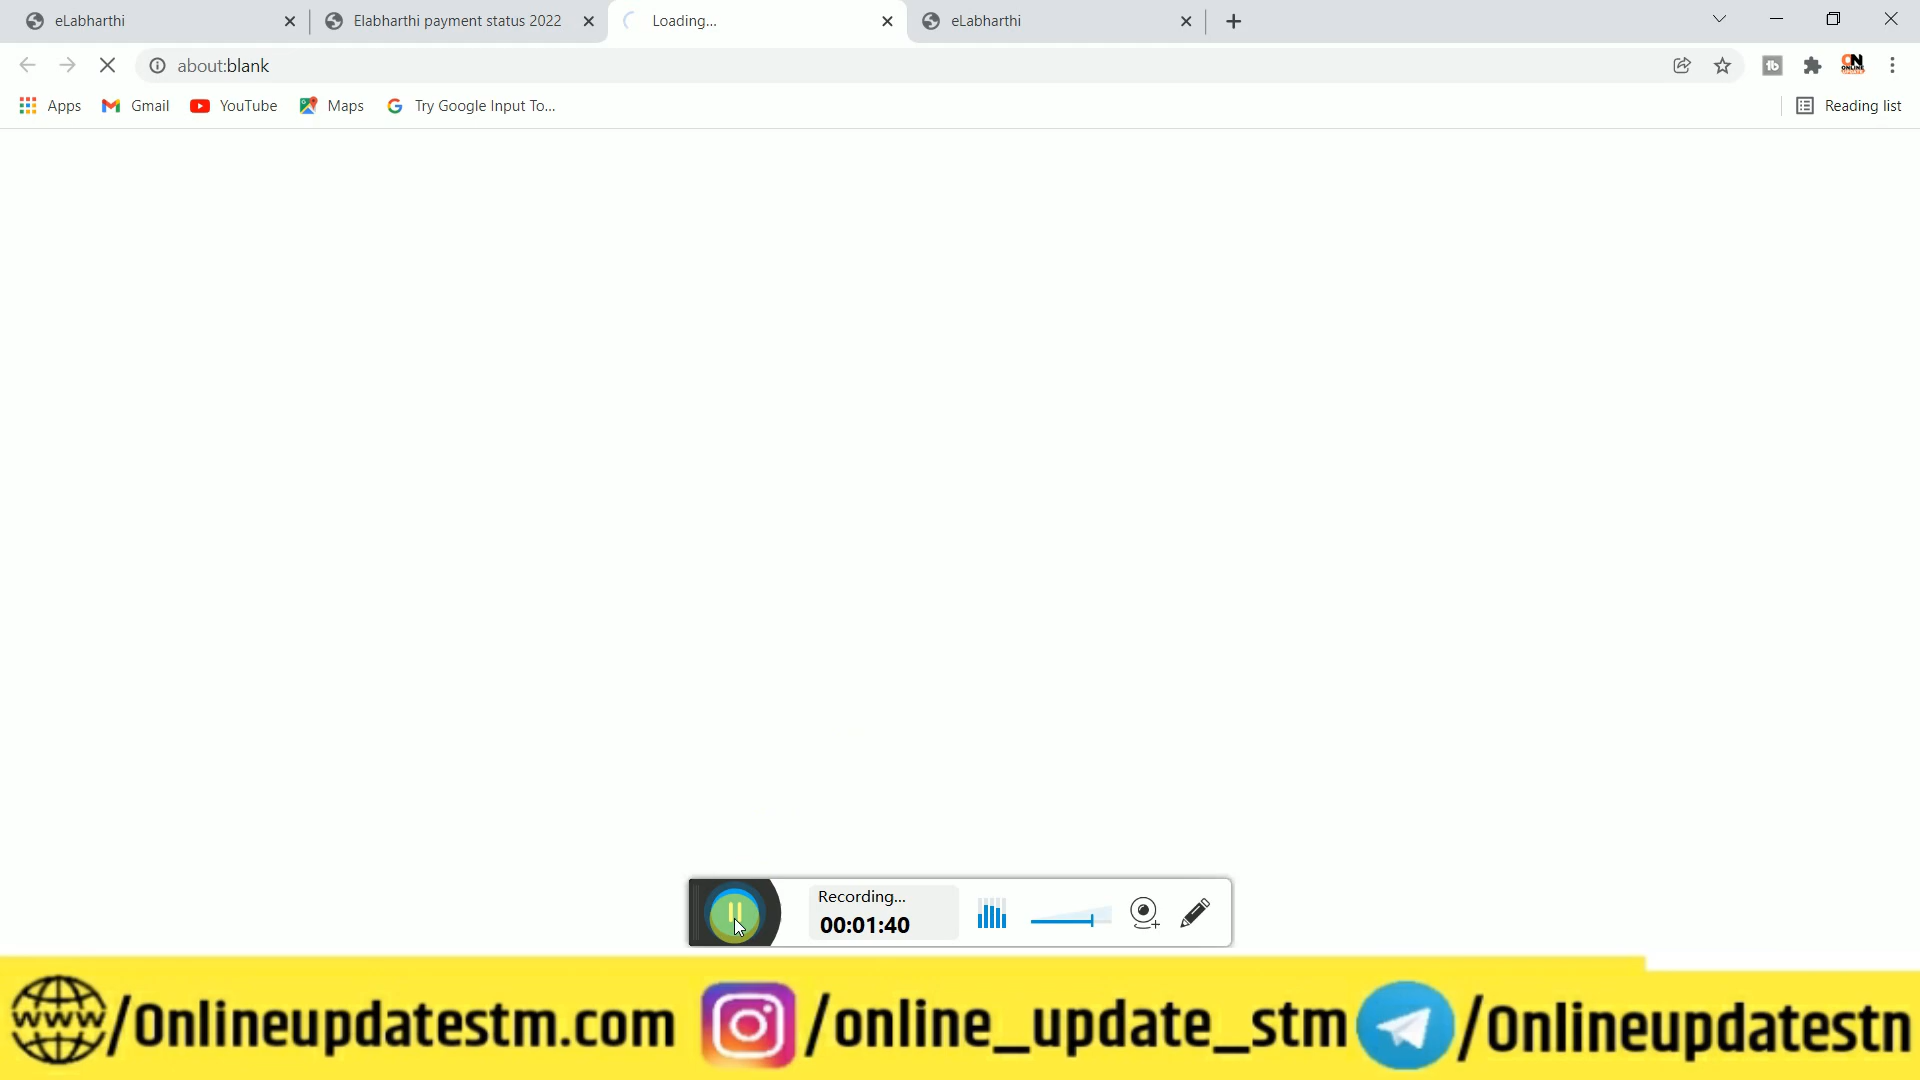 eLabharthi
Elabharthi payment status 2022
Loading...
eLabharthi
about:blank
Apps
Gmail
YouTube
Maps
Try Google Input To...
Reading list
Recording...
00:01:40
www/Onlineupdatestm.com
/online_update_stm
/Onlineupdatestn